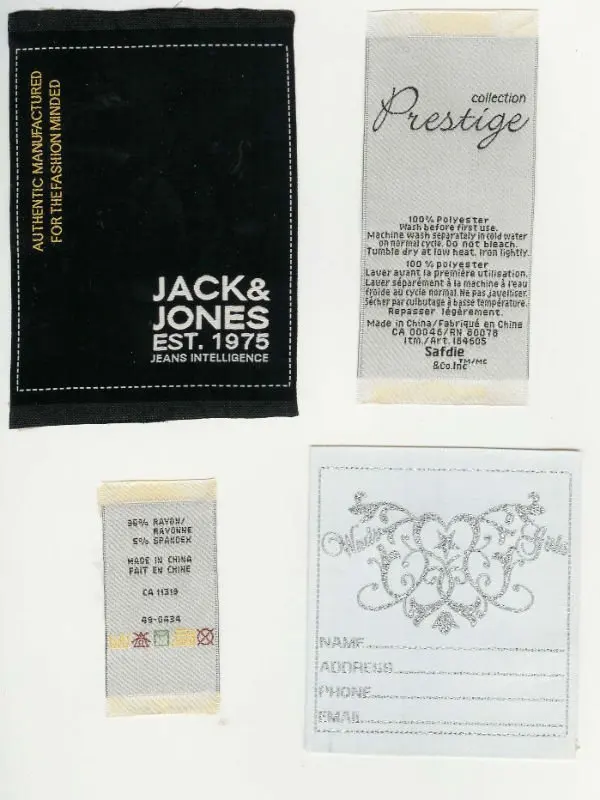 AUTHENTIC MANUFACTURED
FOR THE FASHION MINDED
JACK&
JONES
EST. 1975
JEANS INTELLIGENCE
collection
Prestige
100% Polyester
Wash before first use.
Machine wash separately in cold water
on normal cycle. Do not bleach.
Tumble dry at low heat. Iron lightly.
100 % polyester
Laver avant la première utilisation.
Laver séparément à la machine à l'eau
froide au cycle normal. Ne pas javelliser.
Sécher par culbutage à basse température.
Repasser légèrement.
Made in China/Fabriqué en Chine
CA 00046/RN 80078
Itm./Art. 184605
Safdie
& Co. Inc TM/MC
95% RAYON/
RAYONNE
5% SPANDEX
MADE IN CHINA
FAIT EN CHINE
CA 11319
49-0434
Girls
NAME
ADDRESS
PHONE
EMAIL